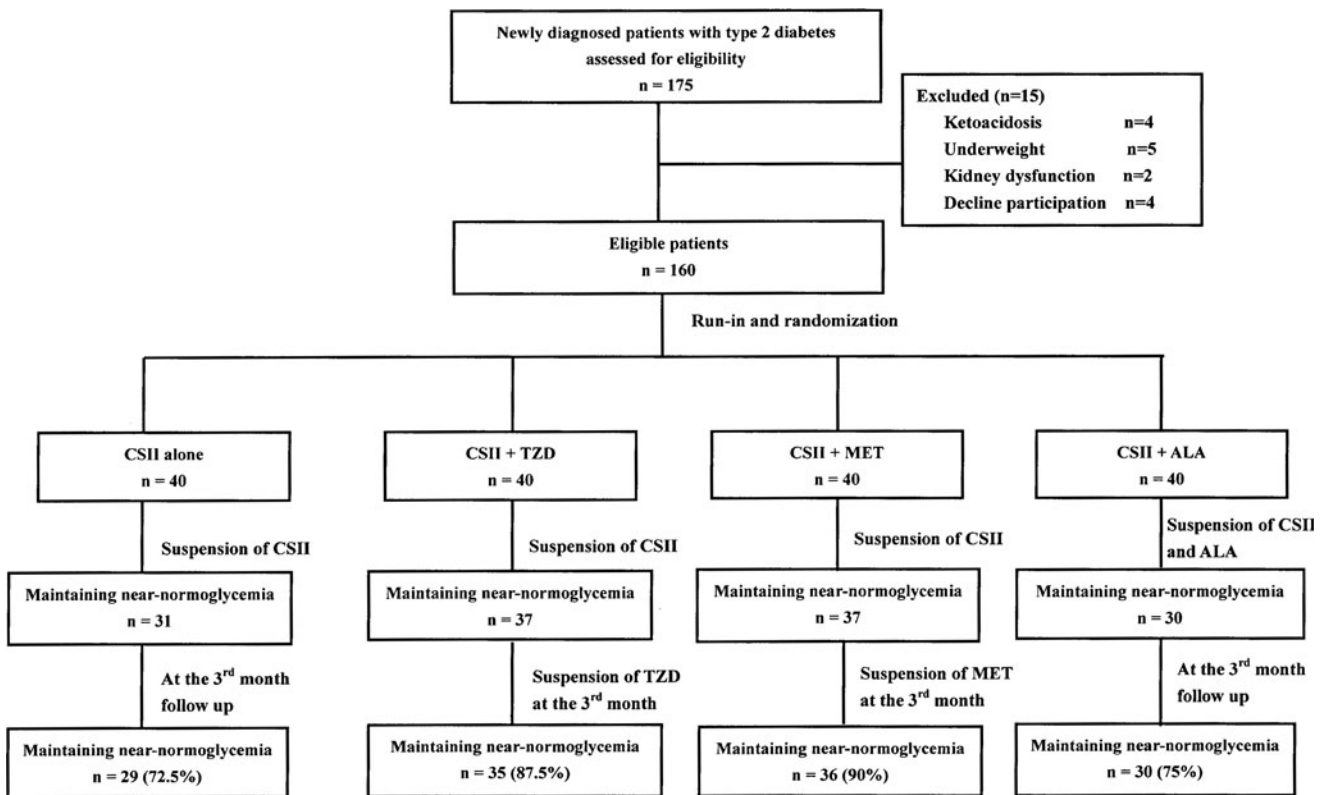 Newly diagnosed patients with type 2 diabetes
assessed for eligibility
n = 175
Excluded (n=15)
Ketoacidosis n=4
Underweight n=5
Kidney dysfunction n=2
Decline participation n=4
Eligible patients
n = 160
Run-in and randomization
CSII alone
n = 40
CSII + TZD
n = 40
CSII + MET
n = 40
CSII + ALA
n = 40
Suspension of CSII
Suspension of CSII
Suspension of CSII
Suspension of CSII
and ALA
Maintaining near-normoglycemia
n = 31
Maintaining near-normoglycemia
n = 37
Maintaining near-normoglycemia
n = 37
Maintaining near-normoglycemia
n = 30
At the 3rd month
follow up
Suspension of TZD
at the 3rd month
Suspension of MET
at the 3rd month
At the 3rd month
follow up
Maintaining near-normoglycemia
n = 29 (72.5%)
Maintaining near-normoglycemia
n = 35 (87.5%)
Maintaining near-normoglycemia
n = 36 (90%)
Maintaining near-normoglycemia
n = 30 (75%)